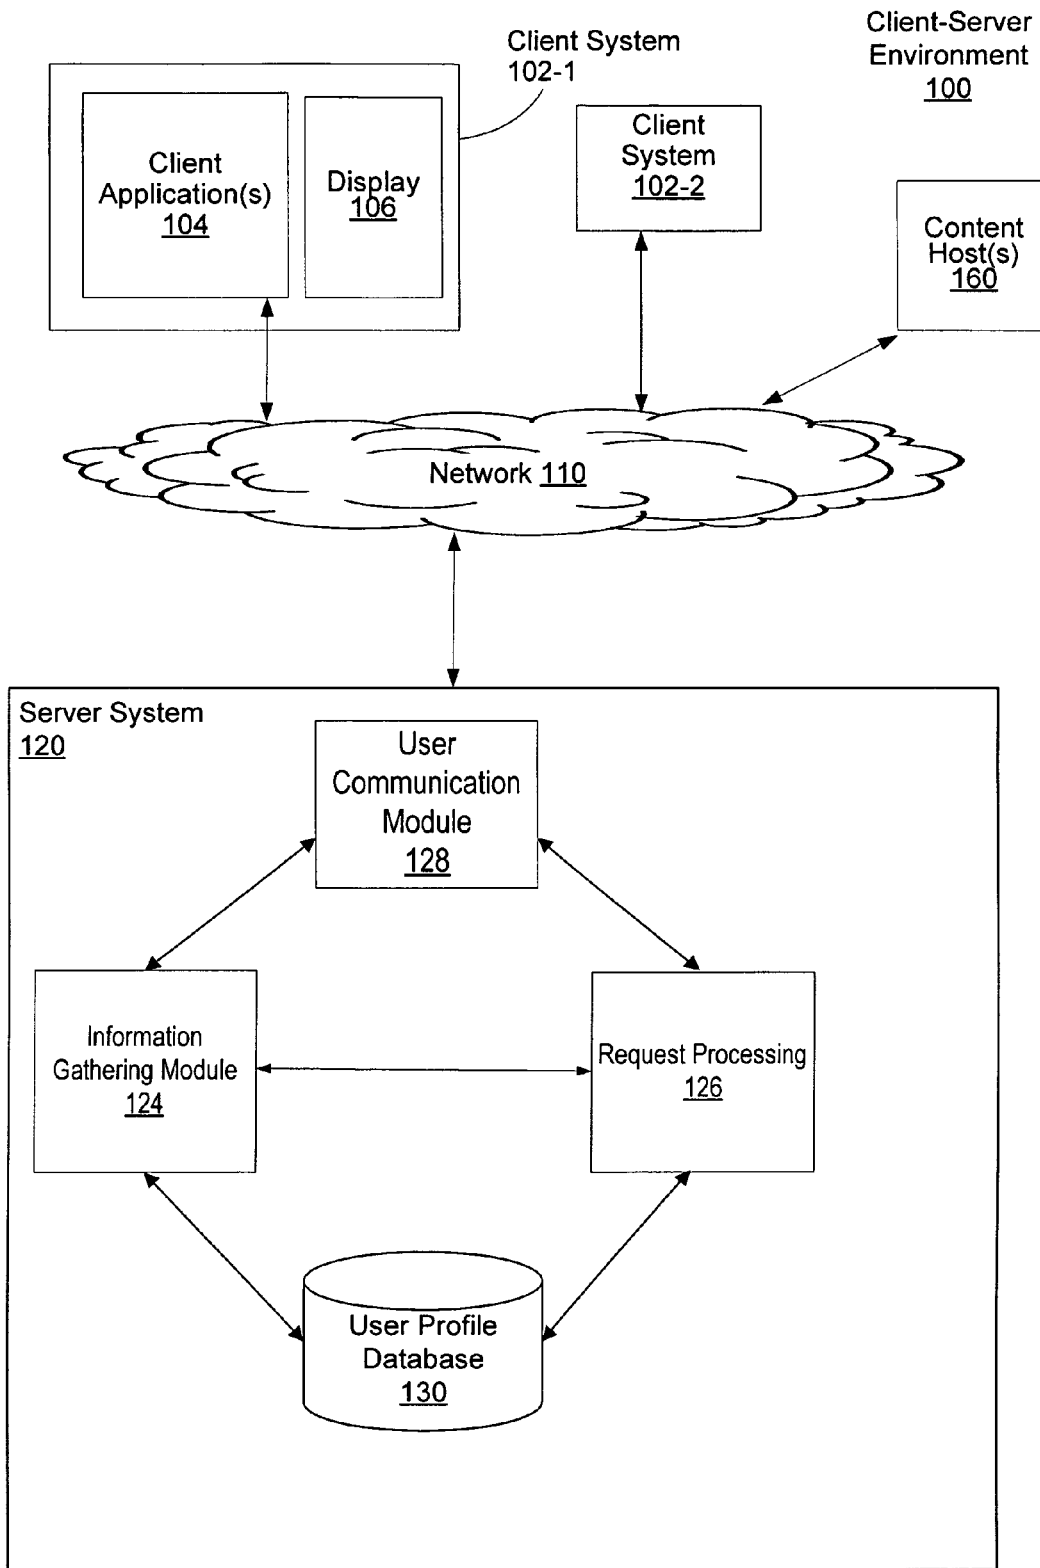 Client-Server
Environment
100
Client System
102-1
Client
Application(s)
104
Display
106
Client
System
102-2
Content
Host(s)
160
Network 110
Server System
120
User
Communication
Module
128
Information
Gathering Module
124
Request Processing
126
User Profile
Database
130